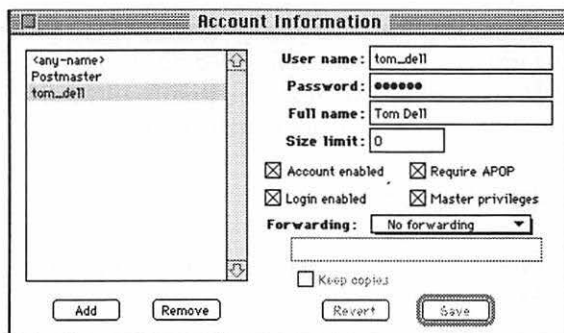 Account Information
<any-name>
Postmaster
tom_dell
User name: tom_dell
Password: ●●●●●●
Full name: Tom Dell
Size limit: 0
Account enabled
Require APOP
Login enabled
Master privileges
Forwarding: No forwarding
Keep copies
Add
Remove
Revert
Save